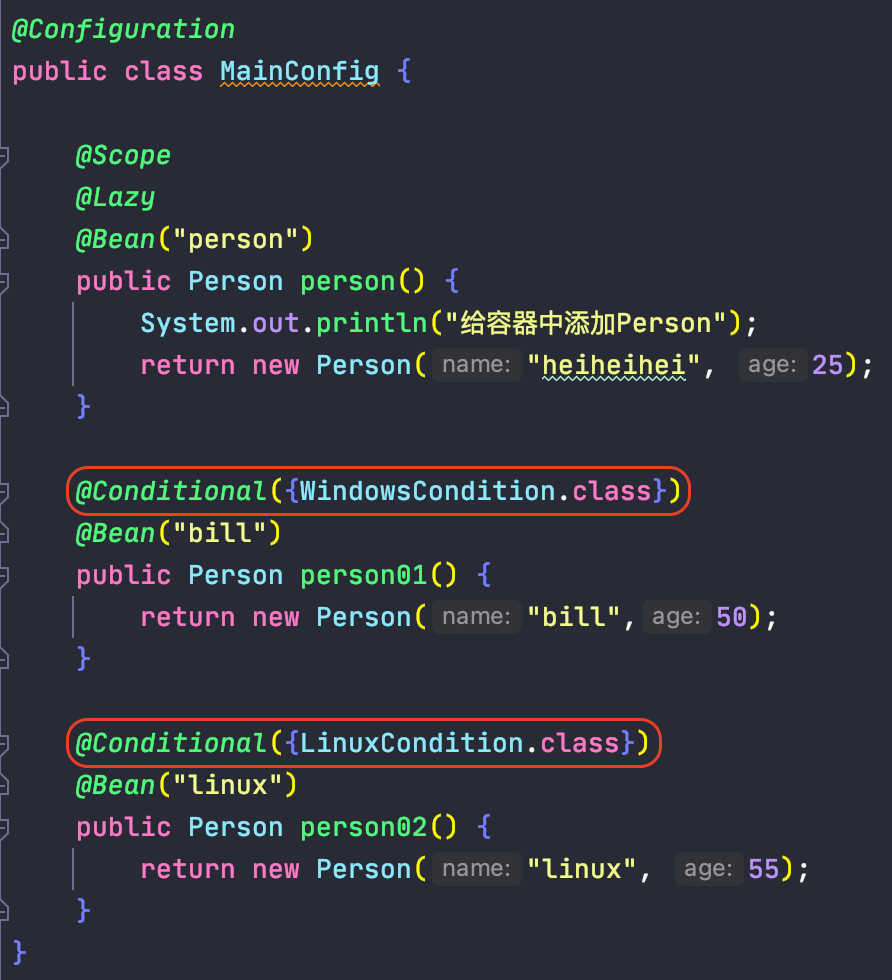 @Configuration
public class MainConfig {
@Scope
@Lazy
@Bean("person")
public Person person() {
System.out.println("给容器中添加Person");
return new Person( name: "heiheihei", age: 25);
}
@Conditional({WindowsCondition.class})
@Bean("bill")
public Person person01() {
return new Person( name: "bill", age: 50);
}
@Conditional({LinuxCondition.class})
@Bean("linux")
public Person person02() {
return new Person( name: "linux", age: 55);
}
}